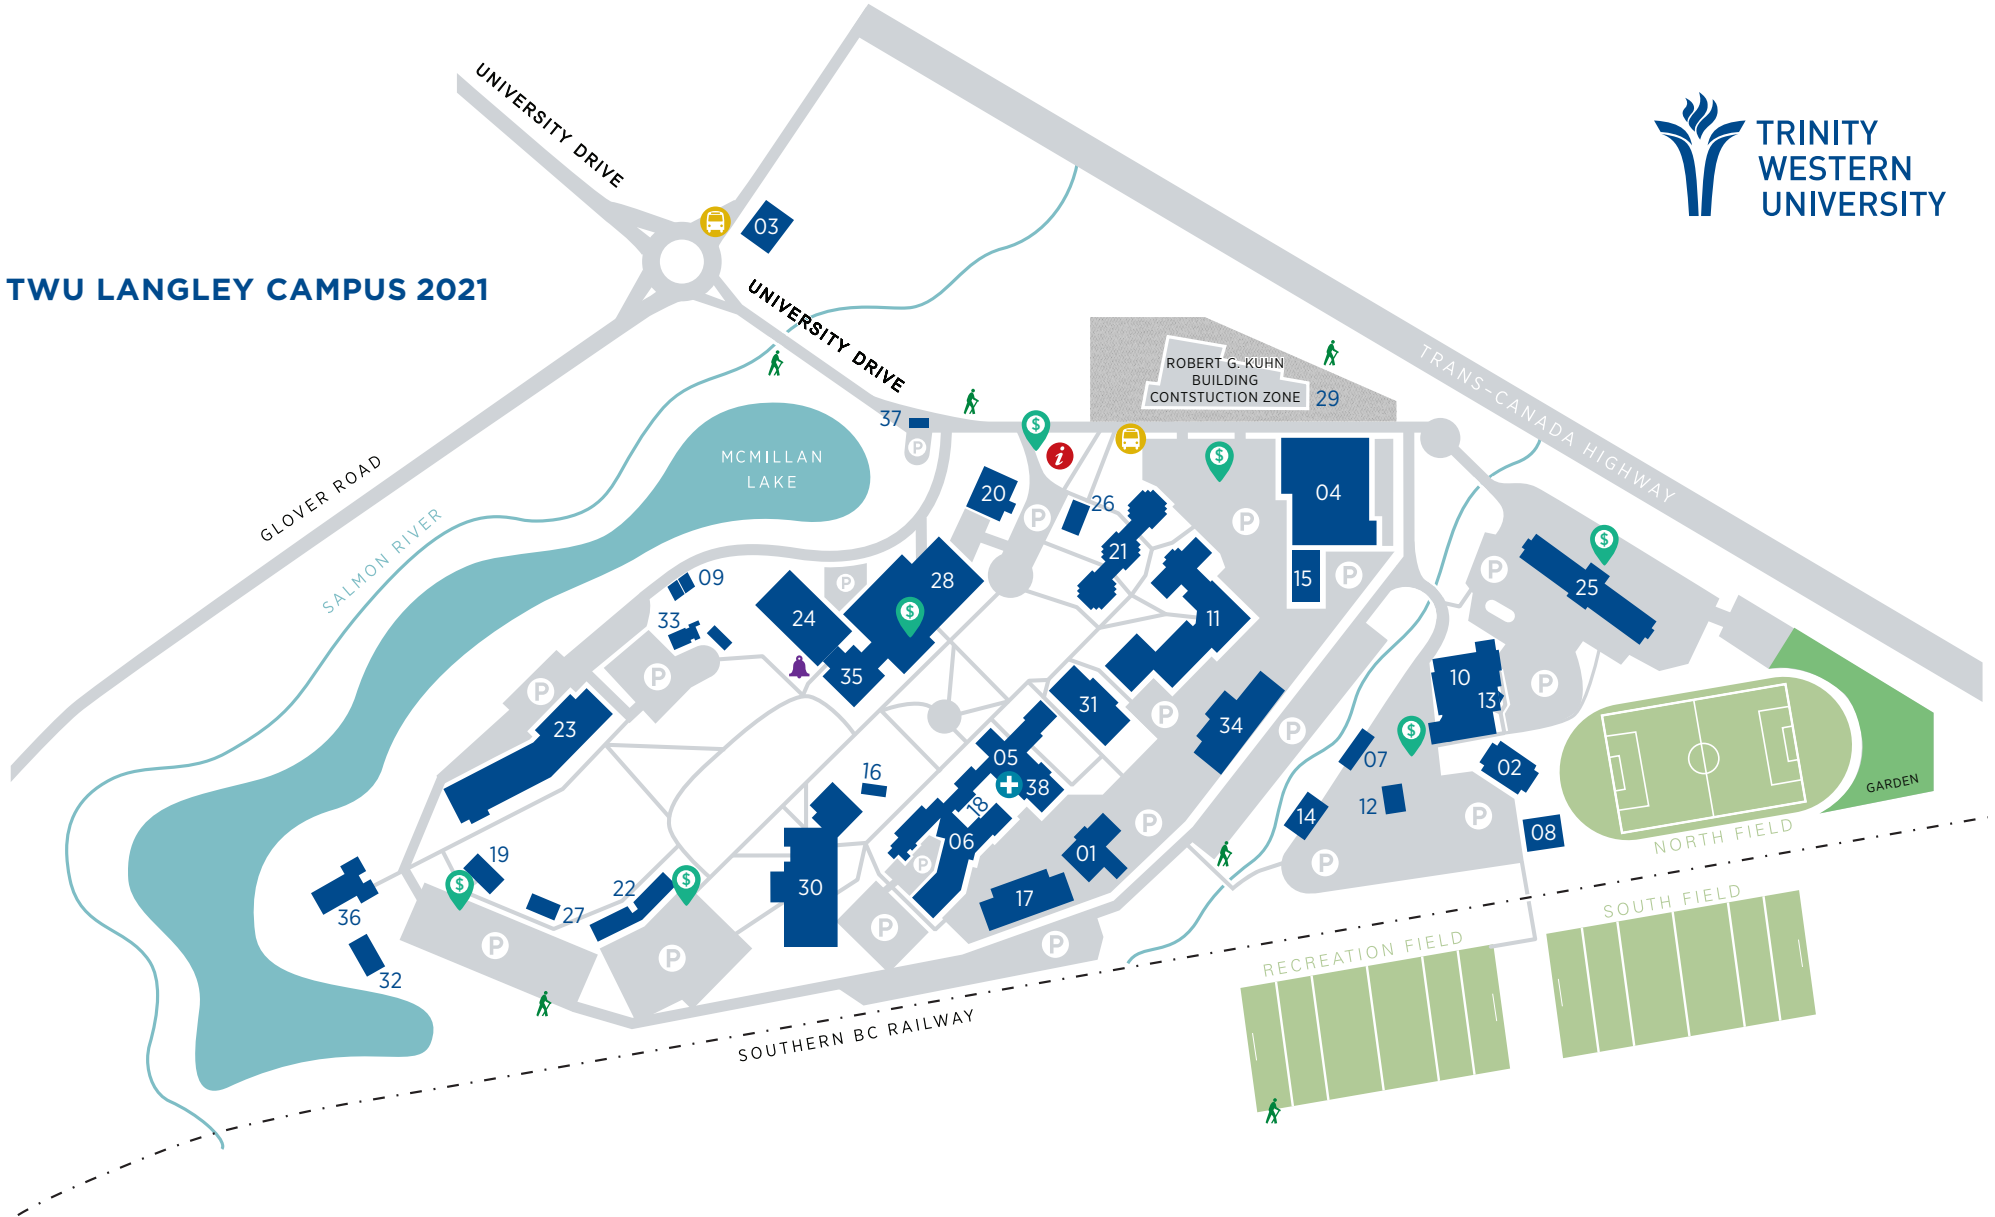 UNIVERSITY DRIVE
TRINITY
WESTERN
UNIVERSITY
03
TWU LANGLEY CAMPUS 2021
UNIVERSITY DRIVE
ROBERT G. KUHN
BUILDING
CONTSTUCTION ZONE
29
TRANS-CANADA HIGHWAY
37
$
i
P
MCMILLAN
LAKE
GLOVER ROAD
SALMON RIVER
20
26
P
$
04
P
21
15
P
$
25
P
09
33
24
P
28
$
11
35
P
P
23
31
P
34
P
10
13
P
$
07
02
12
14
08
P
P
GARDEN
NORTH FIELD
SOUTH FIELD
RECREATION FIELD
05
38
18
06
16
P
01
P
17
P
30
P
19
$
22
$
27
36
32
P
P
SOUTHERN BC RAILWAY